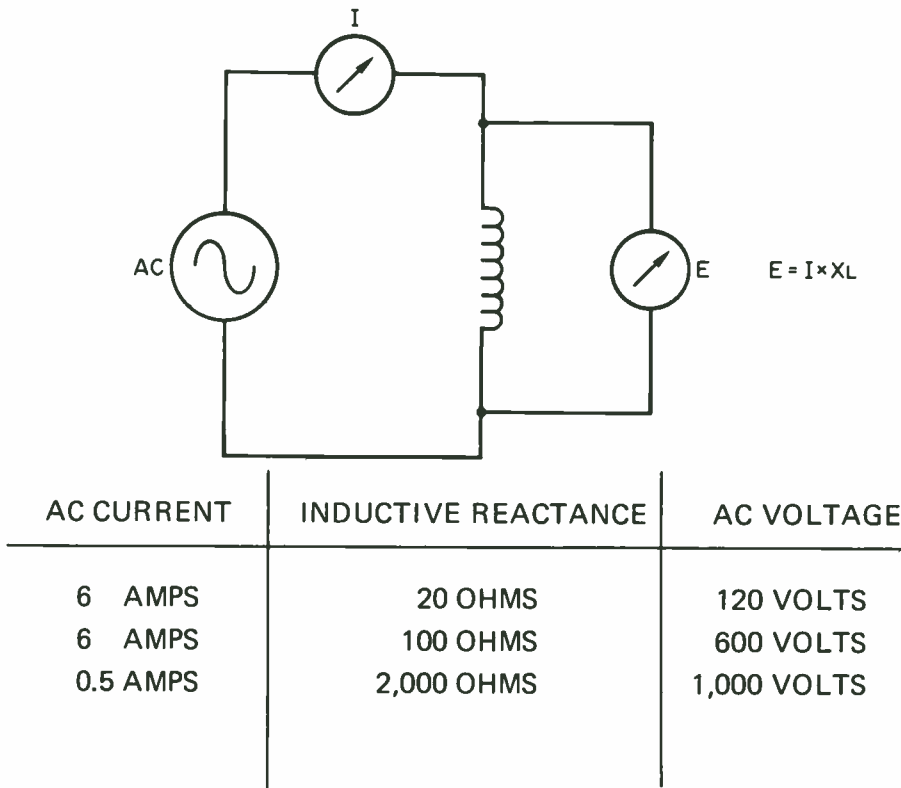 I
AC
E
E = I × XL
AC CURRENT INDUCTIVE REACTANCE AC VOLTAGE
6 AMPS 20 OHMS 120 VOLTS
6 AMPS 100 OHMS 600 VOLTS
0.5 AMPS 2,000 OHMS 1,000 VOLTS